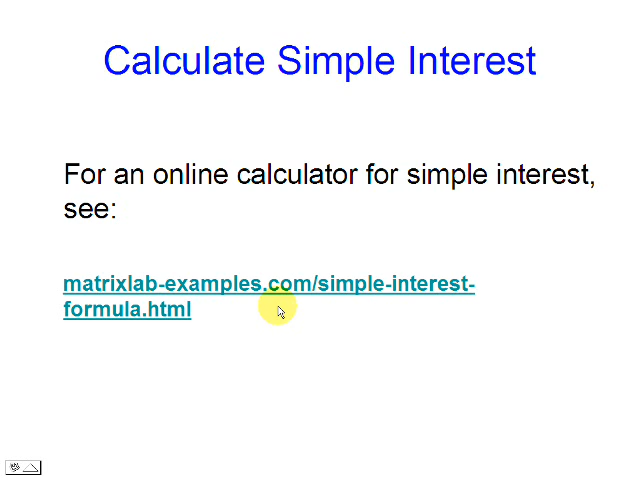 Calculate Simple Interest
For an online calculator for simple interest,
see:
matrixlab-examples.com/simple-interest-
formula.html